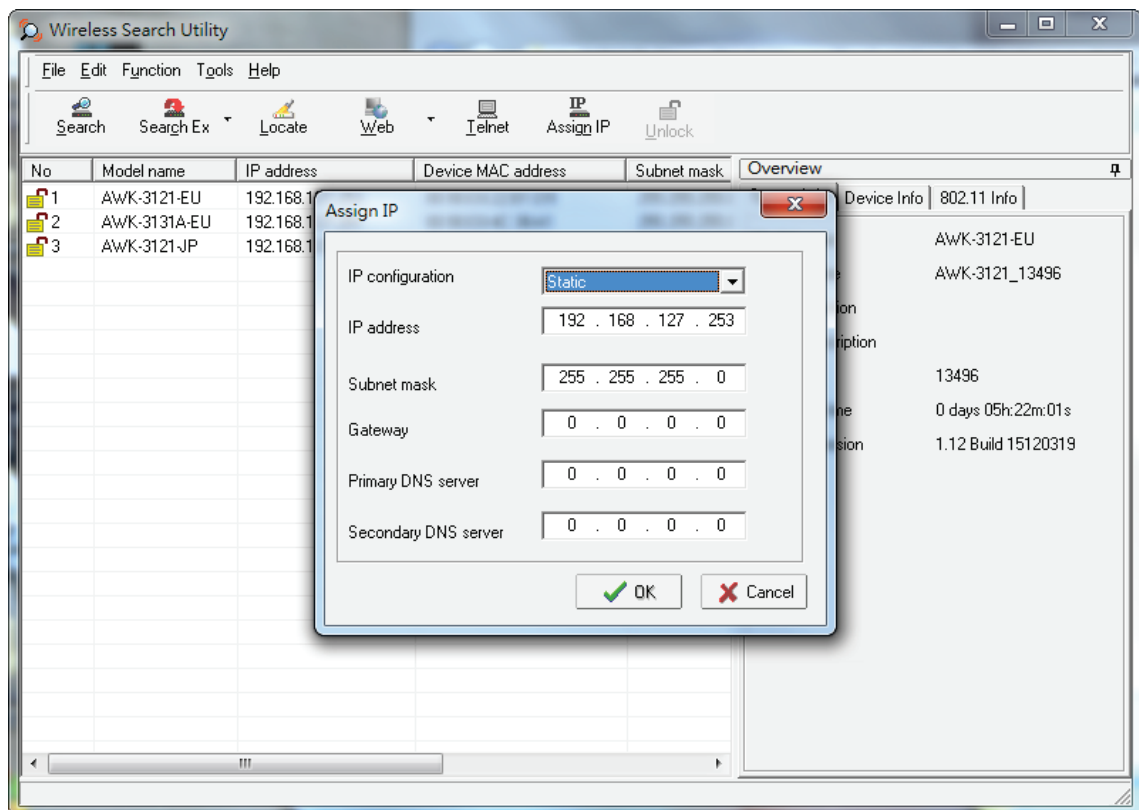 Wireless Search Utility
File Edit Function Tools Help
Search Search Ex Locate Web Telnet Assign IP Unlock
No Model name IP address Device MAC address Subnet mask
1 AWK-3121-EU 192.168.1
2 AWK-3131A-EU 192.168.1
3 AWK-3121-JP 192.168.1
Assign IP
IP configuration Static
IP address 192 . 168 . 127 . 253
Subnet mask 255 . 255 . 255 . 0
Gateway 0 . 0 . 0 . 0
Primary DNS server 0 . 0 . 0 . 0
Secondary DNS server 0 . 0 . 0 . 0
OK Cancel
Overview
Device Info 802.11 Info
AWK-3121-EU
AWK-3121_13496
13496
0 days 05h:22m:01s
1.12 Build 15120319